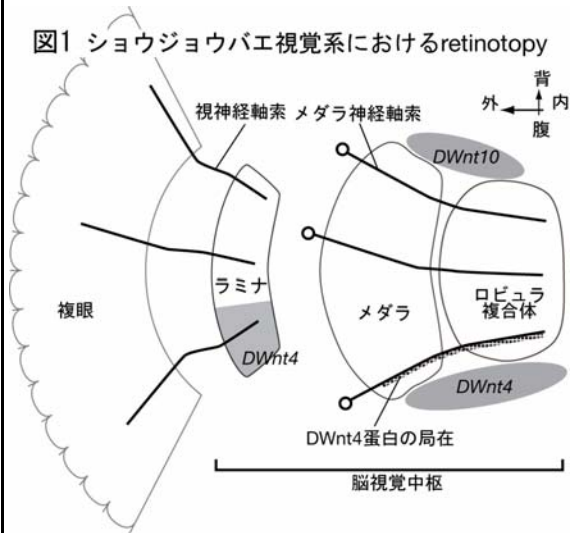 図1 ショウジョウバエ視覚系におけるretinotopy
背
外 内
腹
視神経軸索 メダラ神経軸索
DWnt10
ラミナ
複眼
メダラ
ロビュラ
複合体
DWnt4
DWnt4
DWnt4蛋白の局在
脳視覚中枢